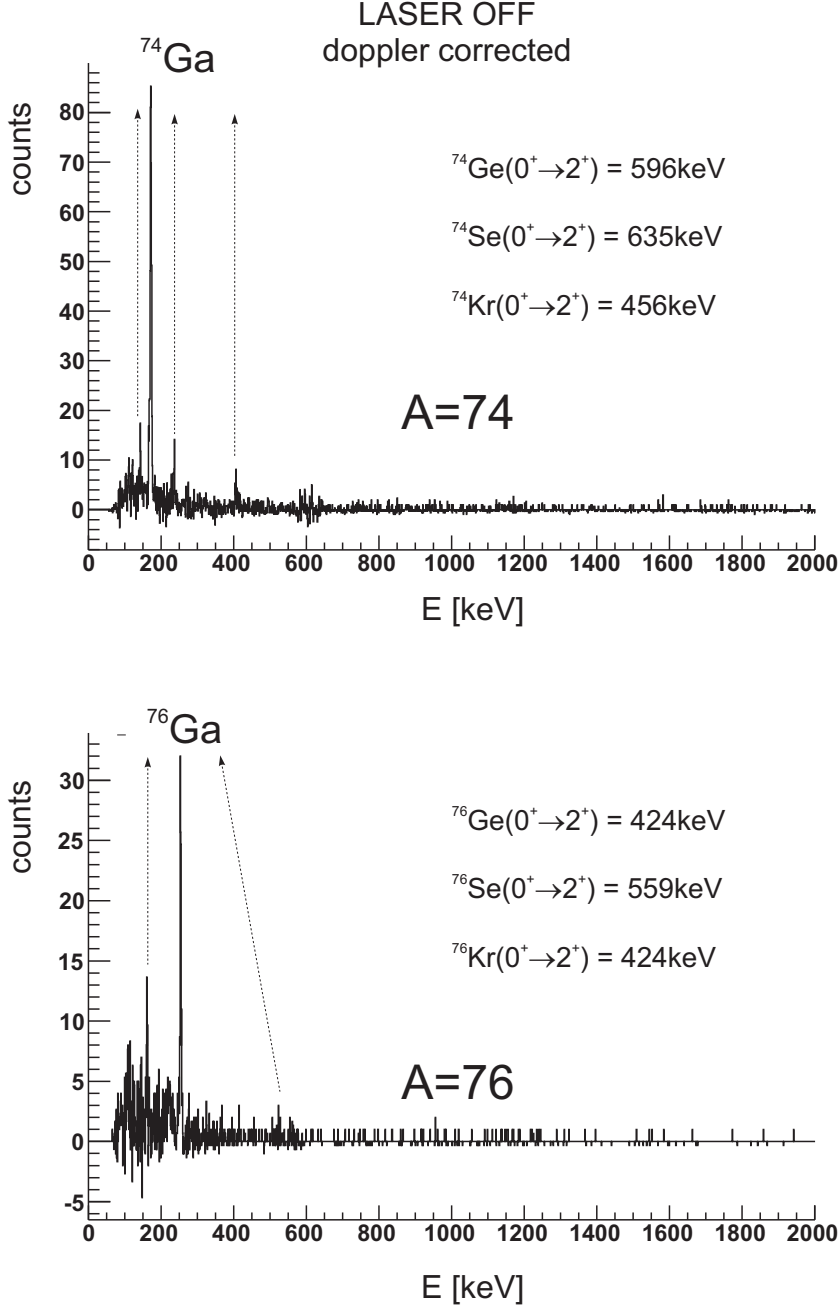 LASER OFF
doppler corrected
⁷⁴Ga
counts
80
70
60
50
40
30
20
10
0
⁷⁴Ge(0⁺→2⁺) = 596keV
⁷⁴Se(0⁺→2⁺) = 635keV
⁷⁴Kr(0⁺→2⁺) = 456keV
A=74
0 200 400 600 800 1000 1200 1400 1600 1800 2000
E [keV]
⁷⁶Ga
counts
30
25
20
15
10
5
0
-5
⁷⁶Ge(0⁺→2⁺) = 424keV
⁷⁶Se(0⁺→2⁺) = 559keV
⁷⁶Kr(0⁺→2⁺) = 424keV
A=76
0 200 400 600 800 1000 1200 1400 1600 1800 2000
E [keV]